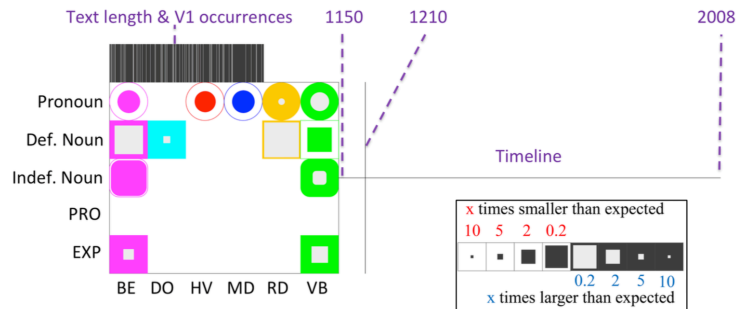 Text length & V1 occurrences 1150 1210 2008
Pronoun
Def. Noun
Timeline
Indef. Noun
PRO
EXP
BE DO HV MD RD VB
x times smaller than expected
10 5 2 0.2
0.2 2 5 10
x times larger than expected